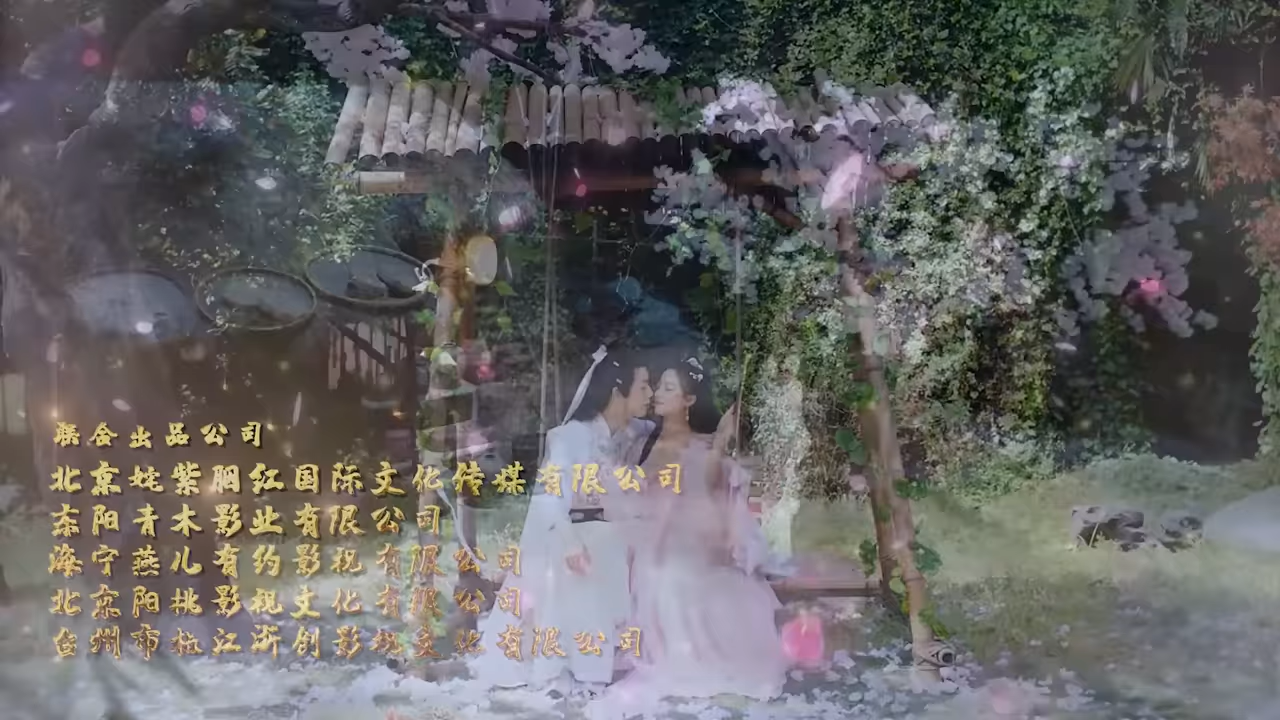 联合出品公司
北京姹紫胭红国际文化传媒有限公司
东阳青木影业有限公司
海宁燕儿有约影视有限公司
北京阳桃影视文化有限公司
台州市椒江浙创影视文化有限公司